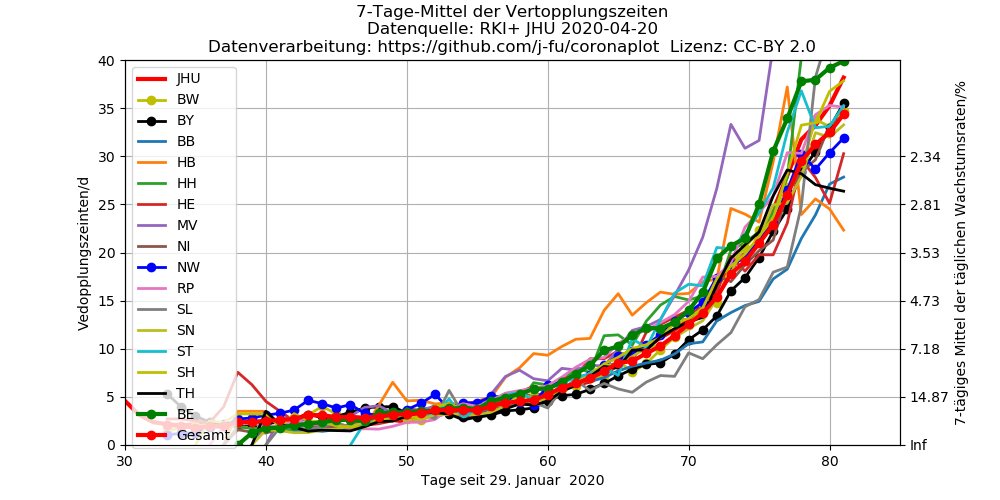 7-Tage-Mittel der Vertopplungszeiten
Datenquelle: RKI+ JHU 2020-04-20
Datenverarbeitung: https://github.com/j-fu/coronaplot Lizenz: CC-BY 2.0
40
35
30
25
20
15
10
5
0
Vedopplungszeinten/d
JHU
BW
BY
BB
HB
HH
HE
MV
NI
NW
RP
SL
SN
ST
SH
TH
BE
Gesamt
2.34
2.81
3.53
4.73
7.18
14.87
Inf
7-tägiges Mittel der täglichen Wachstumsraten/%
30
40
50
60
70
80
Tage seit 29. Januar 2020